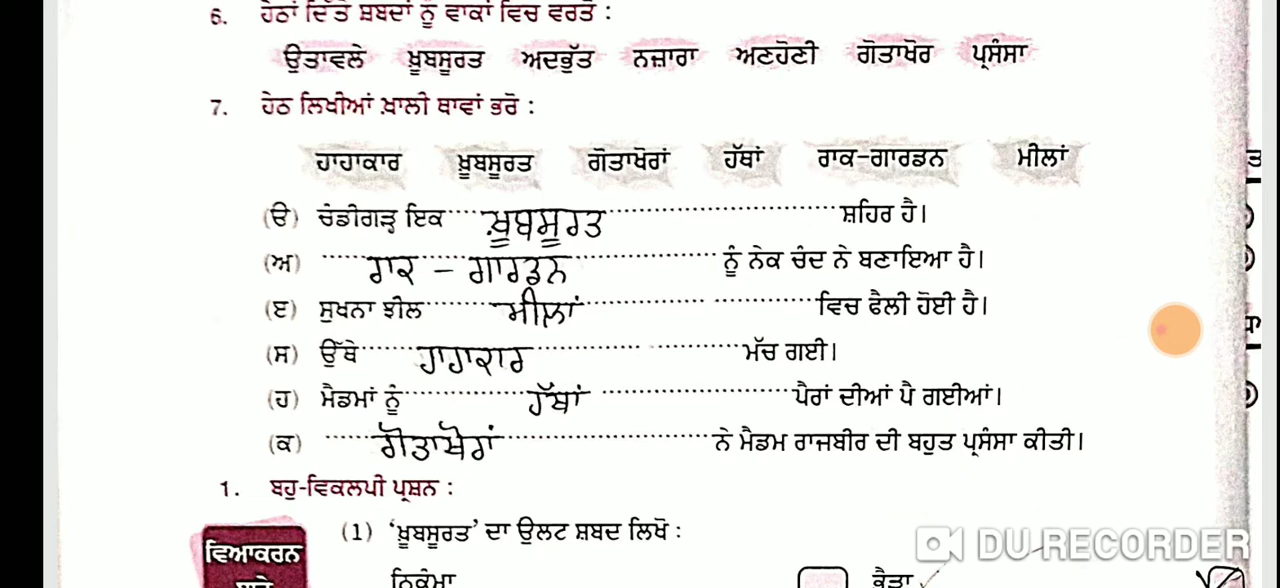 6. ਹੇਠਾਂ ਦਿੱਤੇ ਸ਼ਬਦਾਂ ਨੂੰ ਵਾਕਾਂ ਵਿਚ ਵਰਤੋ :
ਉਤਾਵਲੇ ਖ਼ੂਬਸੂਰਤ ਅਦਭੁੱਤ ਨਜ਼ਾਰਾ ਅਣਹੋਣੀ ਗੋਤਾਖੋਰ ਪ੍ਰਸੰਸਾ
7. ਹੇਠ ਲਿਖੀਆਂ ਖ਼ਾਲੀ ਥਾਵਾਂ ਭਰੋ :
ਹਾਹਾਕਾਰ ਖ਼ੂਬਸੂਰਤ ਗੋਤਾਖੋਰਾਂ ਹੱਥਾਂ ਰਾਕ-ਗਾਰਡਨ ਮੀਲਾਂ
(ੳ) ਚੰਡੀਗੜ੍ਹ ਇਕ ਖ਼ੂਬਸੂਰਤ ਸ਼ਹਿਰ ਹੈ।
(ਅ) ਰਾਕ - ਗਾਰਡਨ ਨੂੰ ਨੇਕ ਚੰਦ ਨੇ ਬਣਾਇਆ ਹੈ।
(ੲ) ਸੁਖਨਾ ਝੀਲ ਮੀਲਾਂ ਵਿਚ ਫੈਲੀ ਹੋਈ ਹੈ।
(ਸ) ਉੱਥੇ ਹਾਹਾਕਾਰ ਮੱਚ ਗਈ।
(ਹ) ਮੈਡਮਾਂ ਨੂੰ ਹੱਥਾਂ ਪੈਰਾਂ ਦੀਆਂ ਪੈ ਗਈਆਂ।
(ਕ) ਗੋਤਾਖੋਰਾਂ ਨੇ ਮੈਡਮ ਰਾਜਬੀਰ ਦੀ ਬਹੁਤ ਪ੍ਰਸੰਸਾ ਕੀਤੀ।
1. ਬਹੁ-ਵਿਕਲਪੀ ਪ੍ਰਸ਼ਨ :
ਵਿਆਕਰਨ
(1) 'ਖ਼ੂਬਸੂਰਤ' ਦਾ ਉਲਟ ਸ਼ਬਦ ਲਿਖੋ :
ਨਿਕੰਮਾ ਭੈੜਾ
DU RECORDER